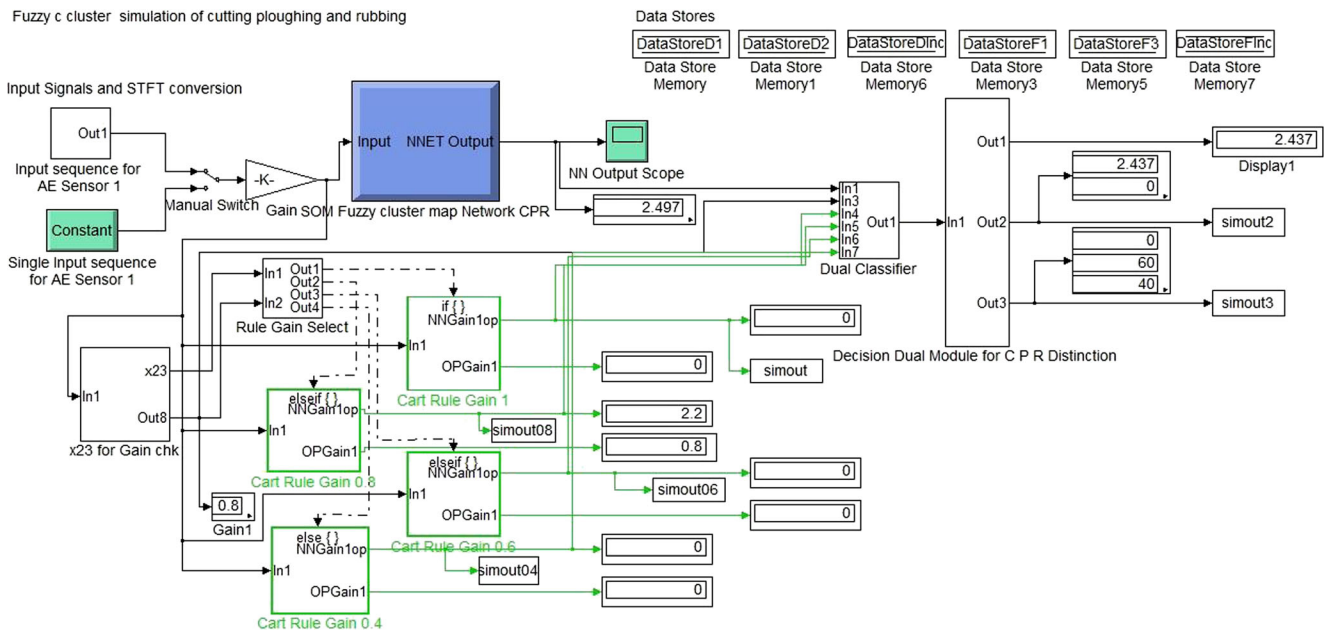 Fuzzy c cluster simulation of cutting ploughing and rubbing
Data Stores
DataStoreD1
DataStoreD2
DataStoreDInc
DataStoreF1
DataStoreF3
DataStoreFInc
Data Store
Memory
Data Store
Memory1
Data Store
Memory6
Data Store
Memory3
Data Store
Memory5
Data Store
Memory7
Input Signals and STFT conversion
Out1
Input sequence for
AE Sensor 1
Manual Switch
-K-
Gain
Input
NNET Output
SOM Fuzzy cluster map Network CPR
NN Output Scope
2.497
Constant
Single Input sequence
for AE Sensor 1
In1
In3
In4
In5
In6
In7
Out1
Dual Classifier
In1
Out1
Out2
Out3
Decision Dual Module for C P R Distinction
2.437
Display1
2.437
0
simout2
0
60
40
simout3
In1
In2
Out1
Out2
Out3
Out4
Rule Gain Select
In1
x23
Out8
x23 for Gain chk
0.8
Gain1
if { }
In1
NNGain1op
OPGain1
Cart Rule Gain 1
0
simout
0
elseif { }
In1
NNGain1op
OPGain1
Cart Rule Gain 0.8
simout08
2.2
0.8
elseif { }
In1
NNGain1op
OPGain1
Cart Rule Gain 0.6
simout06
0
0
else { }
In1
NNGain1op
OPGain1
Cart Rule Gain 0.4
simout04
0
0